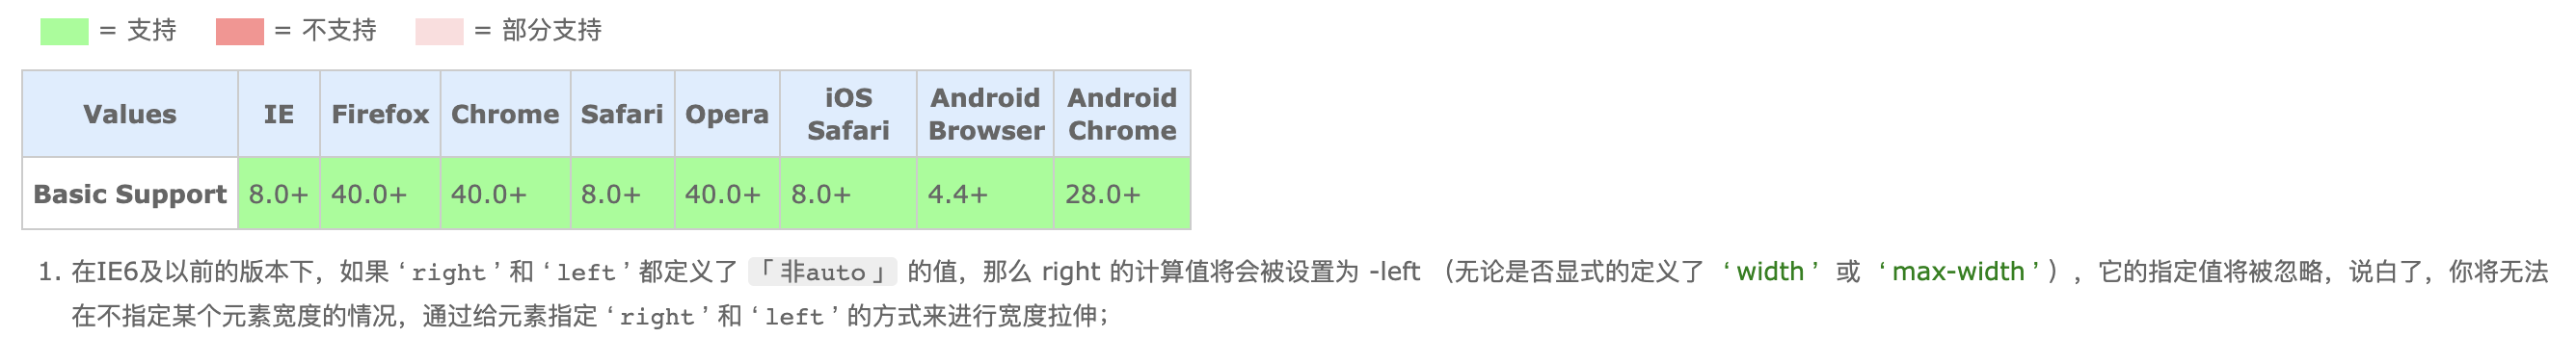 = 支持 = 不支持 = 部分支持
Values IE Firefox Chrome Safari Opera iOS Safari Android Browser Android Chrome
Basic Support 8.0+ 40.0+ 40.0+ 8.0+ 40.0+ 8.0+ 4.4+ 28.0+
1. 在IE6及以前的版本下，如果 ‘right’ 和 ‘left’ 都定义了 「非auto」 的值，那么 right 的计算值将会被设置为 -left （无论是否显式的定义了 ‘width’ 或 ‘max-width’），它的指定值将被忽略，说白了，你将无法
在不指定某个元素宽度的情况，通过给元素指定 ‘right’ 和 ‘left’ 的方式来进行宽度拉伸；